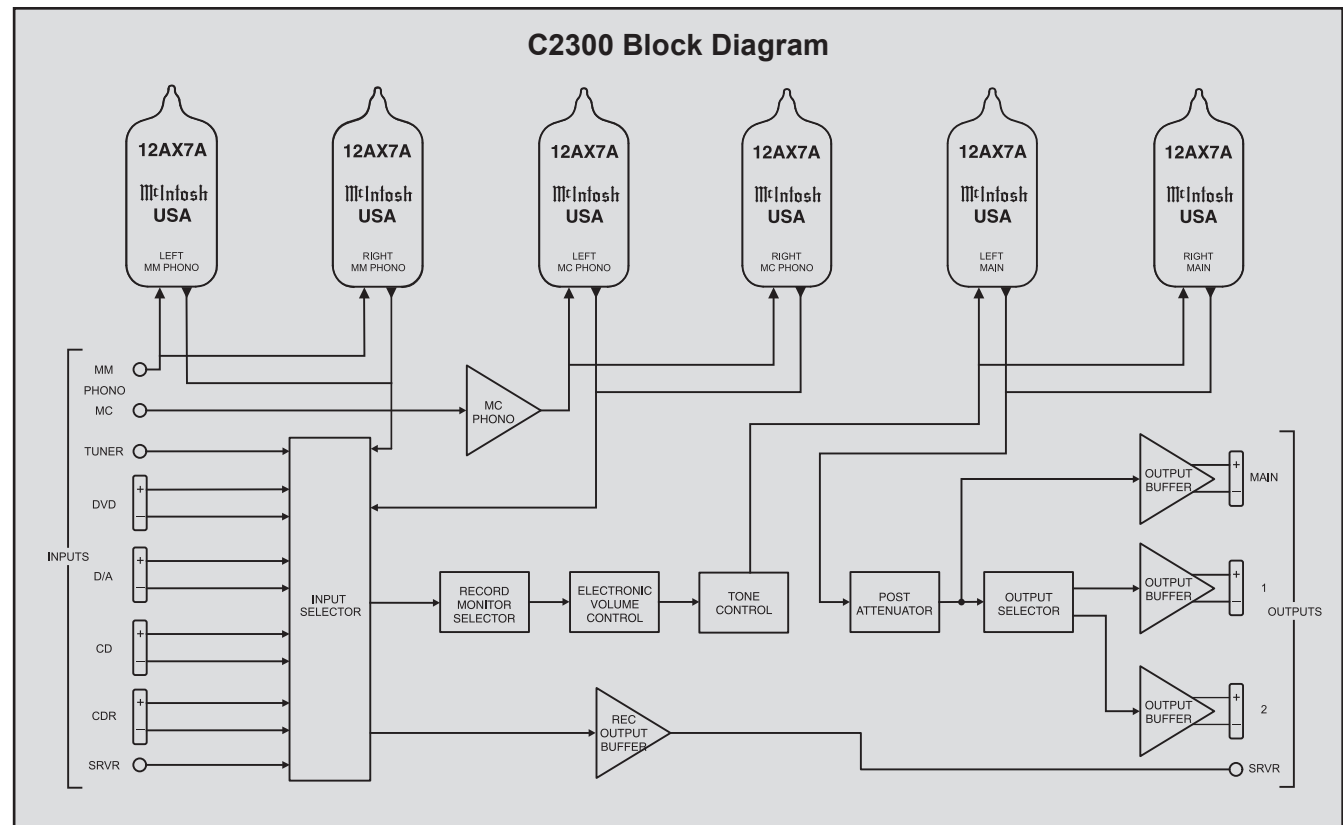 C2300 Block Diagram
12AX7A
McIntosh
USA
LEFT
MM PHONO
12AX7A
McIntosh
USA
RIGHT
MM PHONO
12AX7A
McIntosh
USA
LEFT
MC PHONO
12AX7A
McIntosh
USA
RIGHT
MC PHONO
12AX7A
McIntosh
USA
LEFT
MAIN
12AX7A
McIntosh
USA
RIGHT
MAIN
INPUTS
MM
PHONO
MC
TUNER
DVD
+
−
D/A
+
−
CD
+
−
CDR
+
−
SRVR
MC
PHONO
INPUT
SELECTOR
RECORD
MONITOR
SELECTOR
ELECTRONIC
VOLUME
CONTROL
TONE
CONTROL
POST
ATTENUATOR
OUTPUT
SELECTOR
REC
OUTPUT
BUFFER
OUTPUT
BUFFER
+
−
MAIN
OUTPUT
BUFFER
+
−
1
OUTPUT
BUFFER
+
−
2
OUTPUTS
SRVR